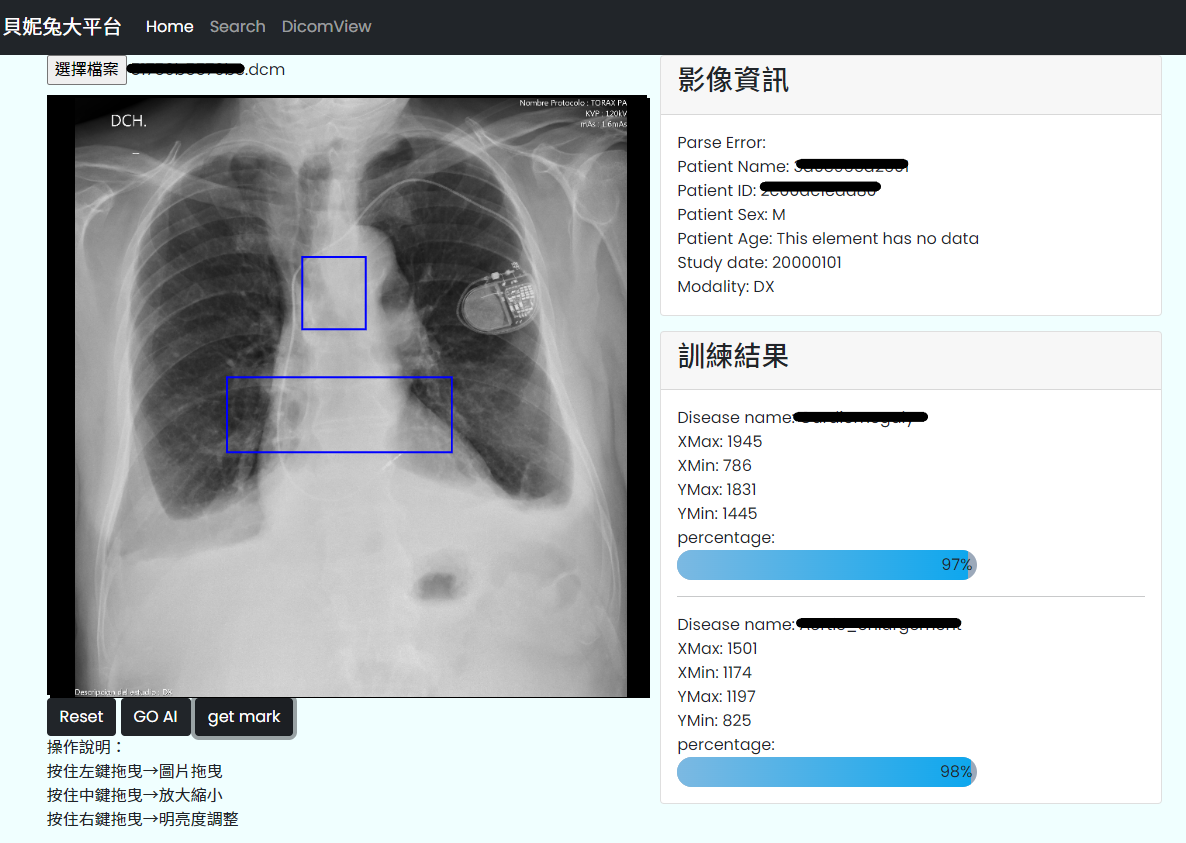 貝妮兔大平台 Home Search DicomView
選擇檔案 .dcm
Nombre Protocolo : TORAX PA
KVP : 120kV
mAs : 1.6mAs
DCH.
Descripción del estudio : DX
Reset GO AI get mark
操作說明：
按住左鍵拖曳→圖片拖曳
按住中鍵拖曳→放大縮小
按住右鍵拖曳→明亮度調整
影像資訊
Parse Error:
Patient Name:
Patient ID:
Patient Sex: M
Patient Age: This element has no data
Study date: 20000101
Modality: DX
訓練結果
Disease name:
XMax: 1945
XMin: 786
YMax: 1831
YMin: 1445
percentage:
97%
Disease name:
XMax: 1501
XMin: 1174
YMax: 1197
YMin: 825
percentage:
98%